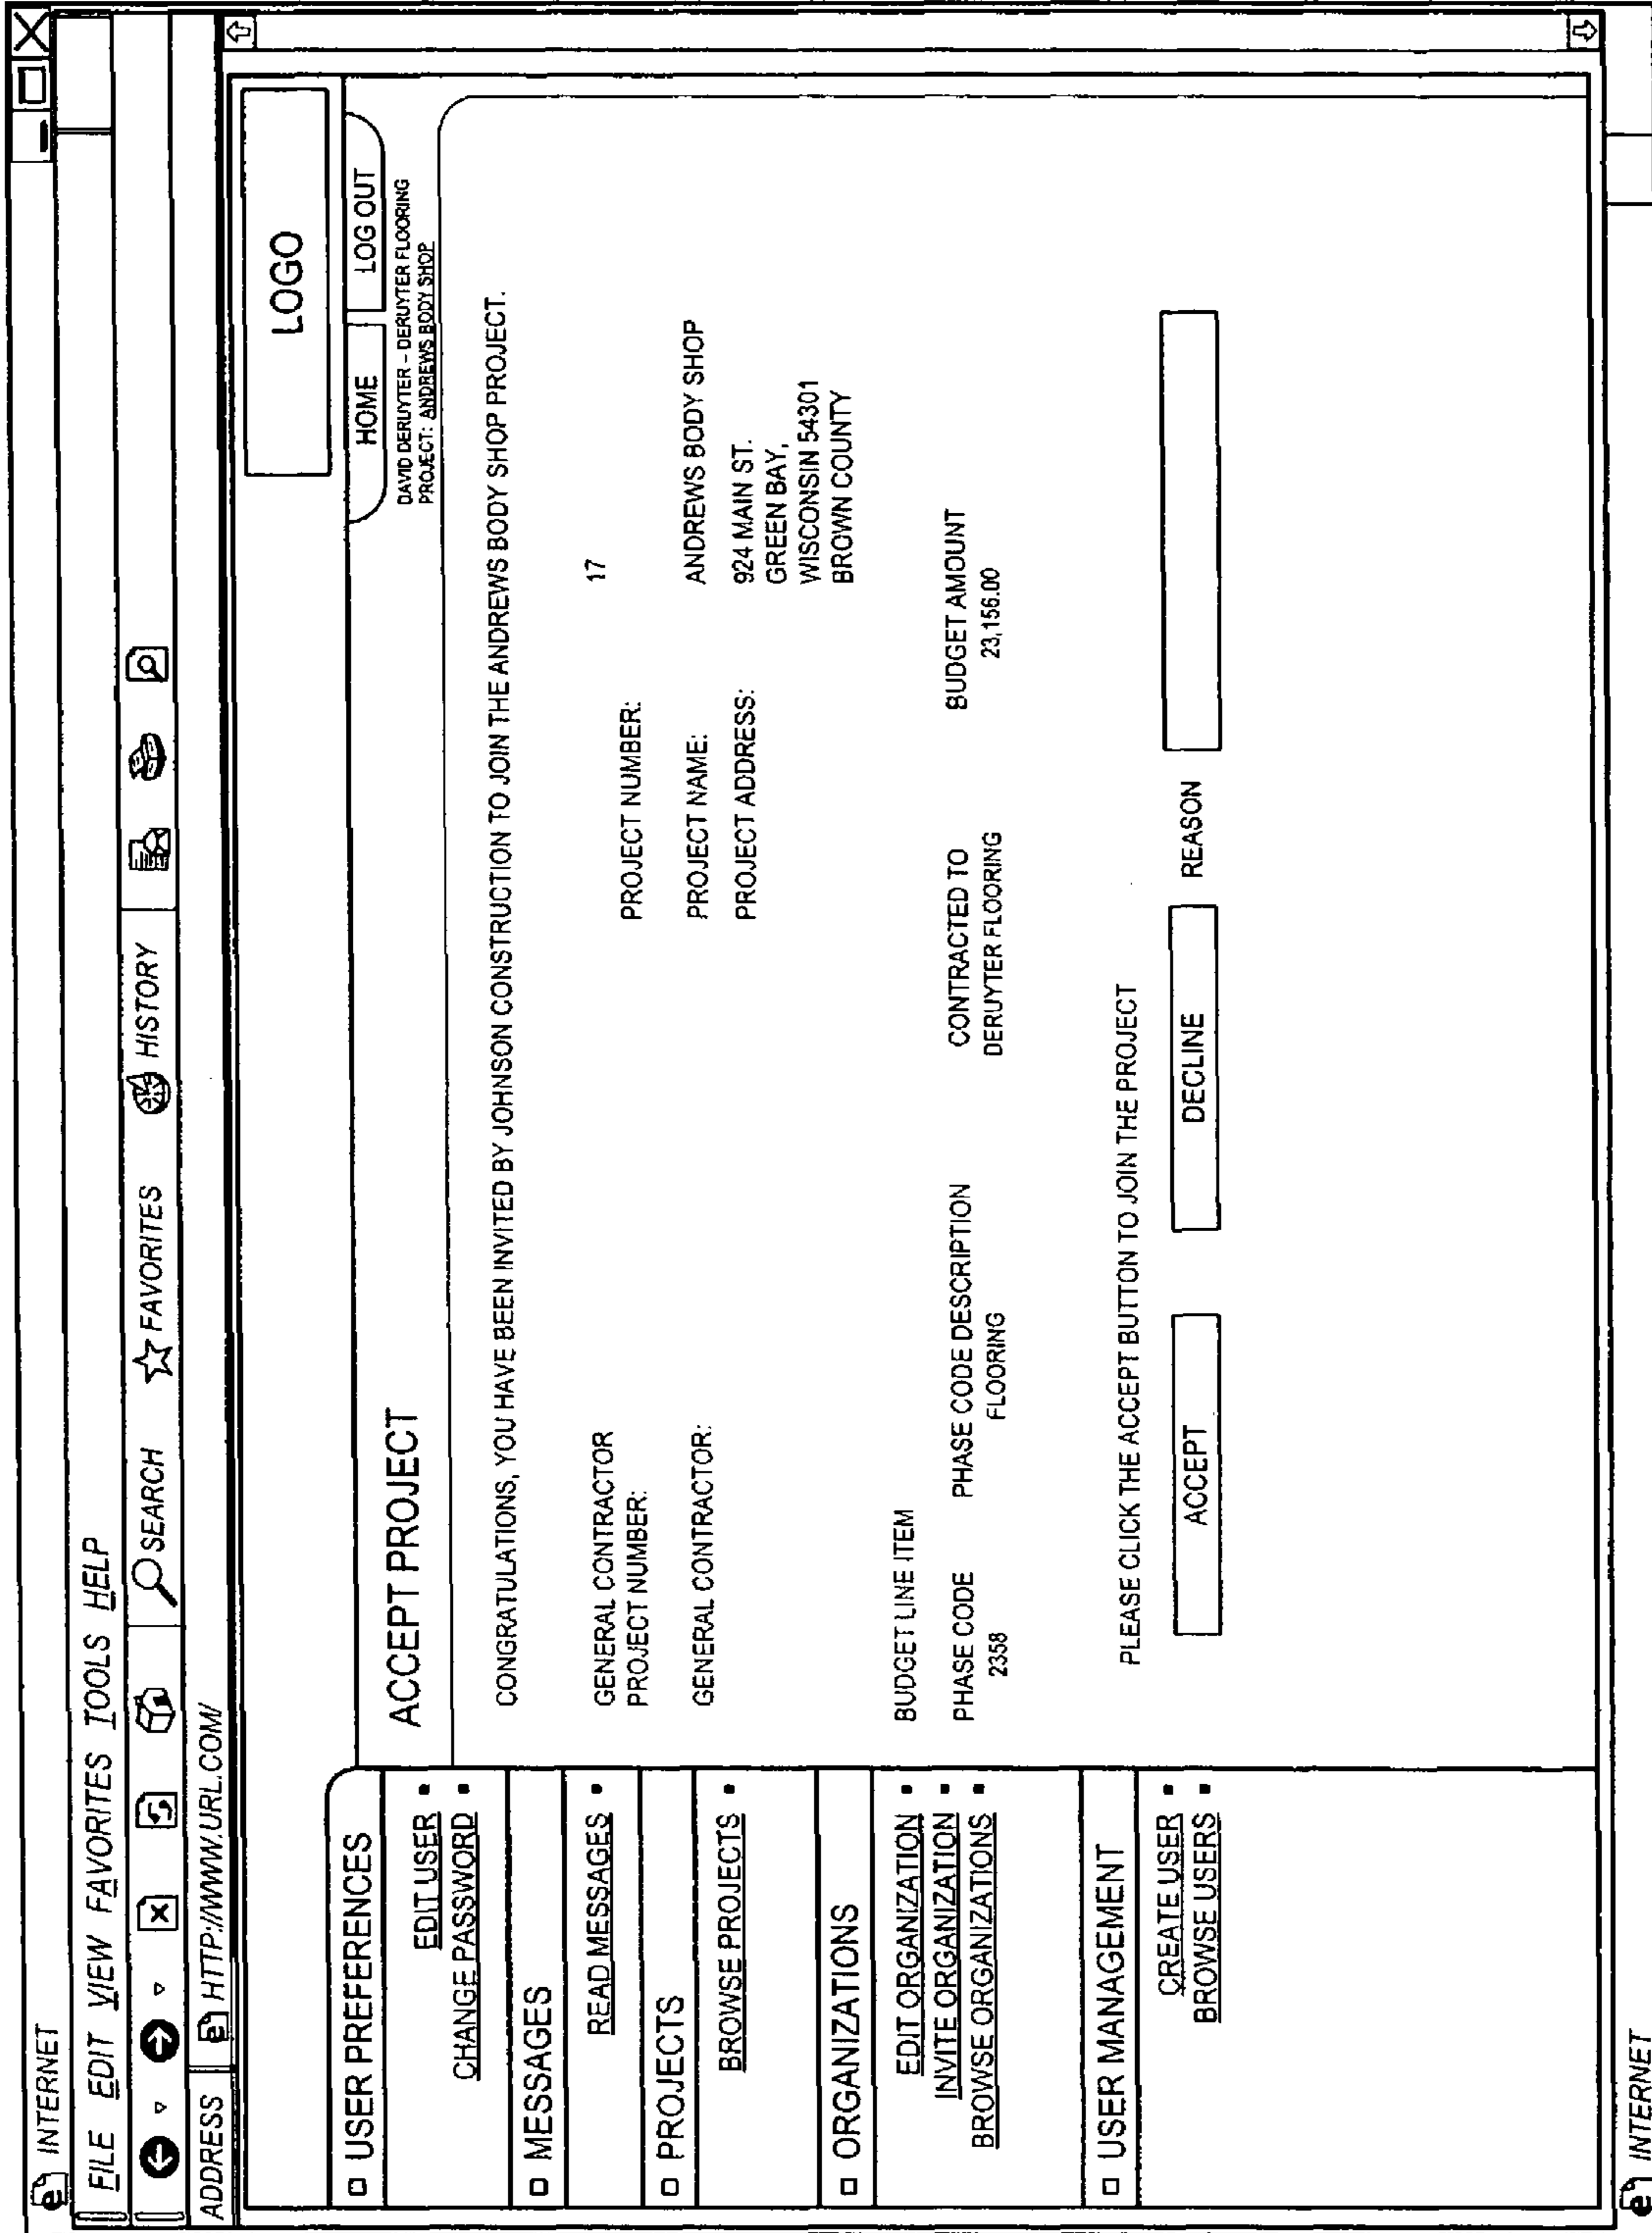 INTERNET
FILE EDIT VIEW FAVORITES TOOLS HELP
SEARCH FAVORITES HISTORY
ADDRESS HTTP://WWW.URL.COM/
LOGO
HOME LOG OUT
DAVID DERUYTER – DERUYTER FLOORING
PROJECT: ANDREWS BODY SHOP
USER PREFERENCES
EDIT USER
CHANGE PASSWORD
MESSAGES
READ MESSAGES
PROJECTS
BROWSE PROJECTS
ORGANIZATIONS
EDIT ORGANIZATION
INVITE ORGANIZATION
BROWSE ORGANIZATIONS
USER MANAGEMENT
CREATE USER
BROWSE USERS
ACCEPT PROJECT
CONGRATULATIONS, YOU HAVE BEEN INVITED BY JOHNSON CONSTRUCTION TO JOIN THE ANDREWS BODY SHOP PROJECT.
GENERAL CONTRACTOR 17
PROJECT NUMBER: PROJECT NUMBER:
GENERAL CONTRACTOR: PROJECT NAME: ANDREWS BODY SHOP
PROJECT ADDRESS: 924 MAIN ST.
GREEN BAY,
WISCONSIN 54301
BROWN COUNTY
BUDGET LINE ITEM
PHASE CODE PHASE CODE DESCRIPTION CONTRACTED TO BUDGET AMOUNT
2358 FLOORING DERUYTER FLOORING 23,156.00
PLEASE CLICK THE ACCEPT BUTTON TO JOIN THE PROJECT
ACCEPT DECLINE REASON
INTERNET